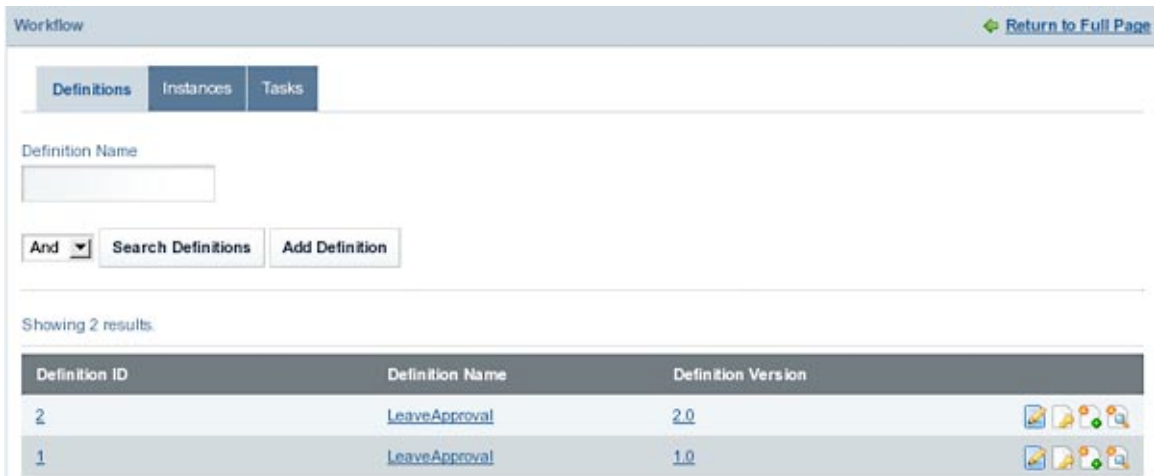 Workflow Return to Full Page
Definitions Instances Tasks
Definition Name
And Search Definitions Add Definition
Showing 2 results.
Definition ID Definition Name Definition Version
2 LeaveApproval 2.0
1 LeaveApproval 1.0